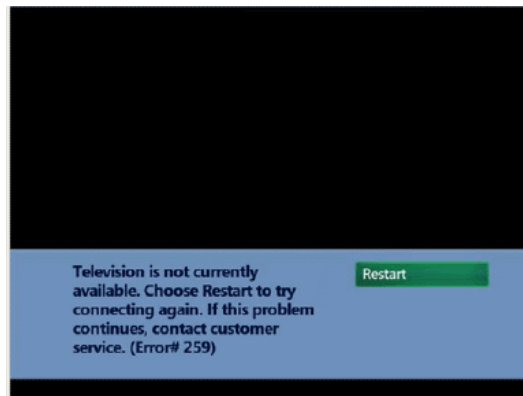 Television is not currently
available. Choose Restart to try
connecting again. If this problem
continues, contact customer
service. (Error# 259)
Restart